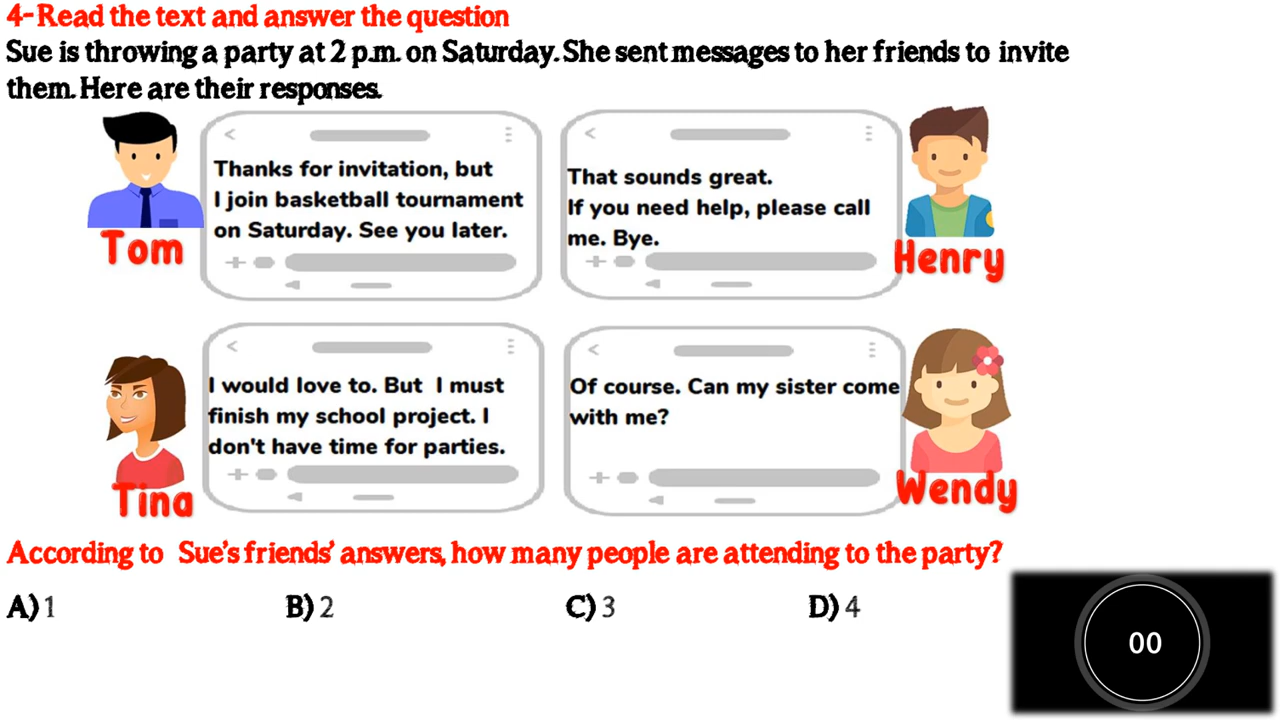 4- Read the text and answer the question
Sue is throwing a party at 2 p.m. on Saturday. She sent messages to her friends to invite
them. Here are their responses.
Thanks for invitation, but
I join basketball tournament
on Saturday. See you later.
Tom
That sounds great.
If you need help, please call
me. Bye.
Henry
I would love to. But I must
finish my school project. I
don't have time for parties.
Tina
Of course. Can my sister come
with me?
Wendy
According to Sue's friends' answers, how many people are attending to the party?
A) 1 B) 2 C) 3 D) 4
00